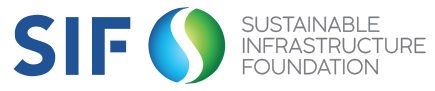 SIF
SUSTAINABLE
INFRASTRUCTURE
FOUNDATION